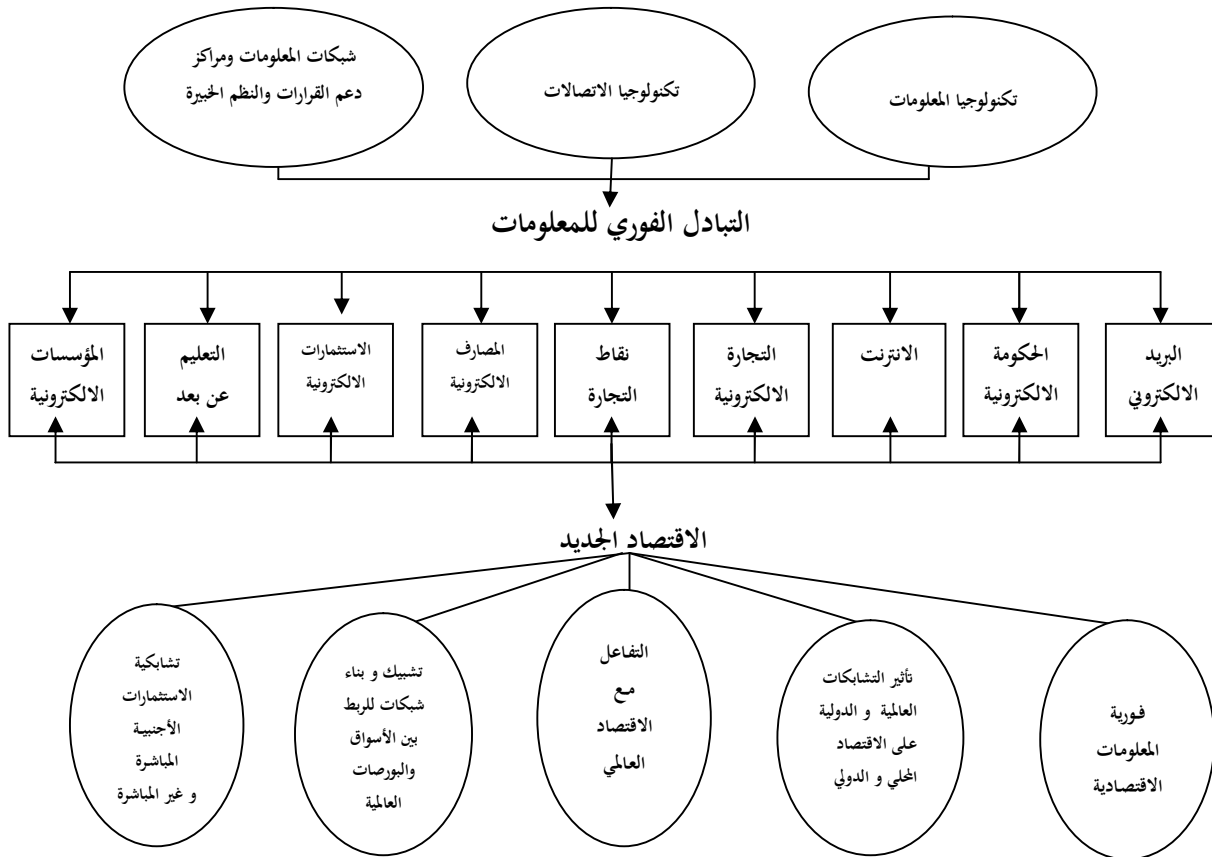 تكنولوجيا المعلومات
تكنولوجيا الاتصالات
شبكات المعلومات ومراكز
دعم القرارات والنظم الخبيرة
التبادل الفوري للمعلومات
البريد
الالكتروني
الحكومة
الالكترونية
الانترنت
التجارة
الالكترونية
نقاط
التجارة
المصارف
الالكترونية
الاستثمارات
الالكترونية
التعليم
عن بعد
المؤسسات
الالكترونية
الاقتصاد الجديد
فورية
المعلومات
الاقتصادية
تأثير التشابكات
العالمية و الدولية
على الاقتصاد
المحلي و الدولي
التفاعل
مع
الاقتصاد
العالمي
تشبيك و بناء
شبكات للربط
بين الأسواق
والبورصات
العالمية
تشابكية
الاستثمارات
الأجنبية
المباشرة
و غير المباشرة